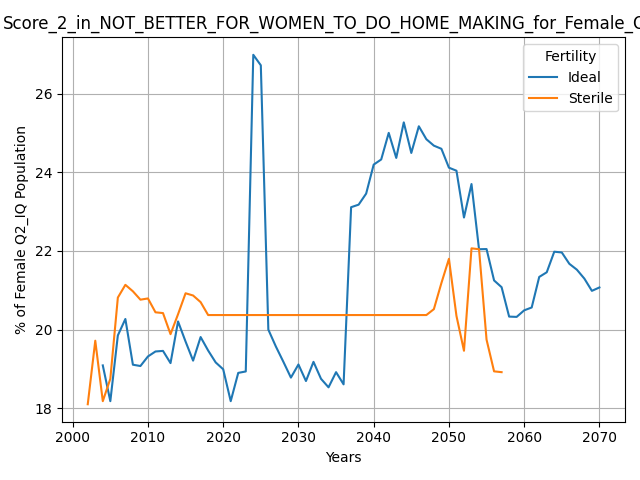 Score_2_in_NOT_BETTER_FOR_WOMEN_TO_DO_HOME_MAKING_for_Female_
Fertility
Ideal
Sterile
% of Female Q2_IQ Population
26
24
22
20
18
2000 2010 2020 2030 2040 2050 2060 2070
Years